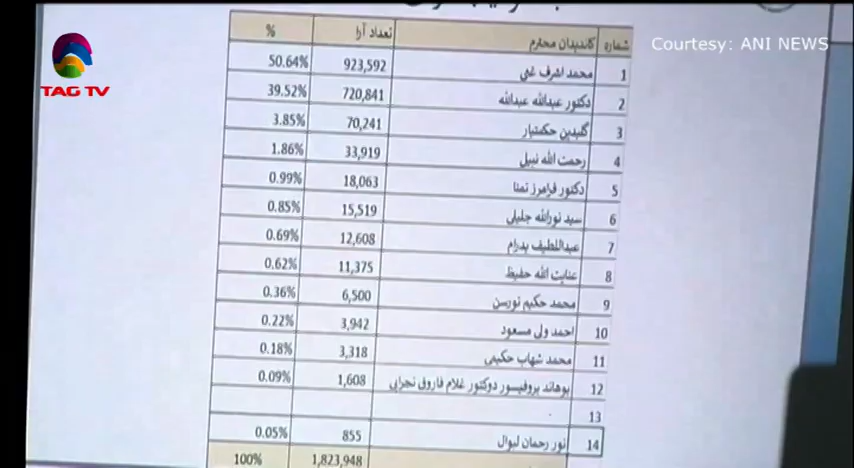 TAG TV
Courtesy: ANI NEWS
شماره کاندیدان محترم تعداد آرا %
1 محمد اشرف غنی 923,592 50.64%
2 دکتور عبدالله عبدالله 720,841 39.52%
3 گلبدین حکمتیار 70,241 3.85%
4 رحمت الله نبیل 33,919 1.86%
5 دکتور فرامرز تمنا 18,063 0.99%
6 سید نورالله جلیلی 15,519 0.85%
7 عبداللطیف پدرام 12,608 0.69%
8 عنایت الله حفیظ 11,375 0.62%
9 محمد حکیم تورسن 6,500 0.36%
10 احمد ولی مسعود 3,942 0.22%
11 محمد شهاب حکیمی 3,318 0.18%
12 پوهاند پروفیسور دوکتور غلام فاروق نجرابی 1,608 0.09%
13
14 نور رحمان لیوال 855 0.05%
1,823,948 100%